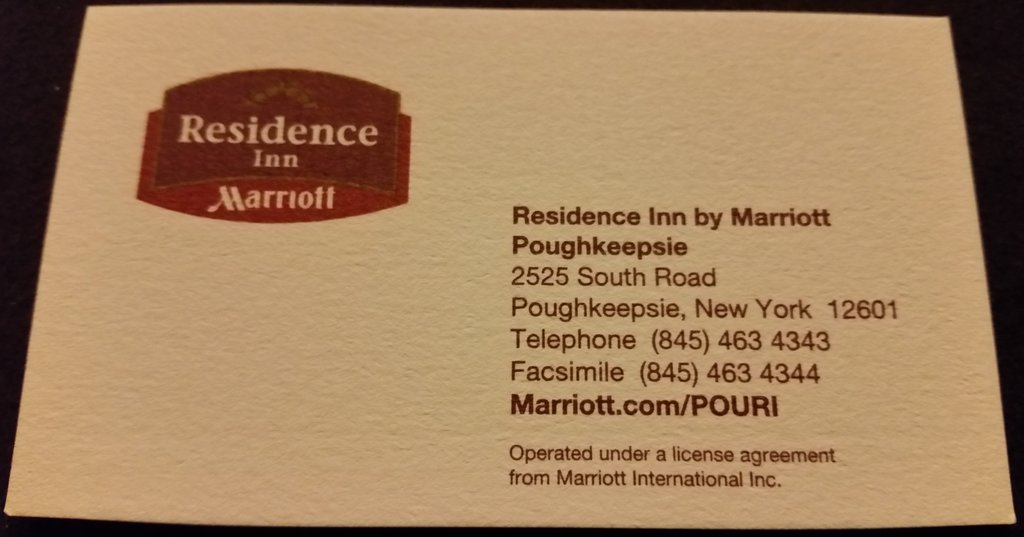 Residence
Inn
Marriott
Residence Inn by Marriott
Poughkeepsie
2525 South Road
Poughkeepsie, New York 12601
Telephone (845) 463 4343
Facsimile (845) 463 4344
Marriott.com/POURI
Operated under a license agreement
from Marriott International Inc.